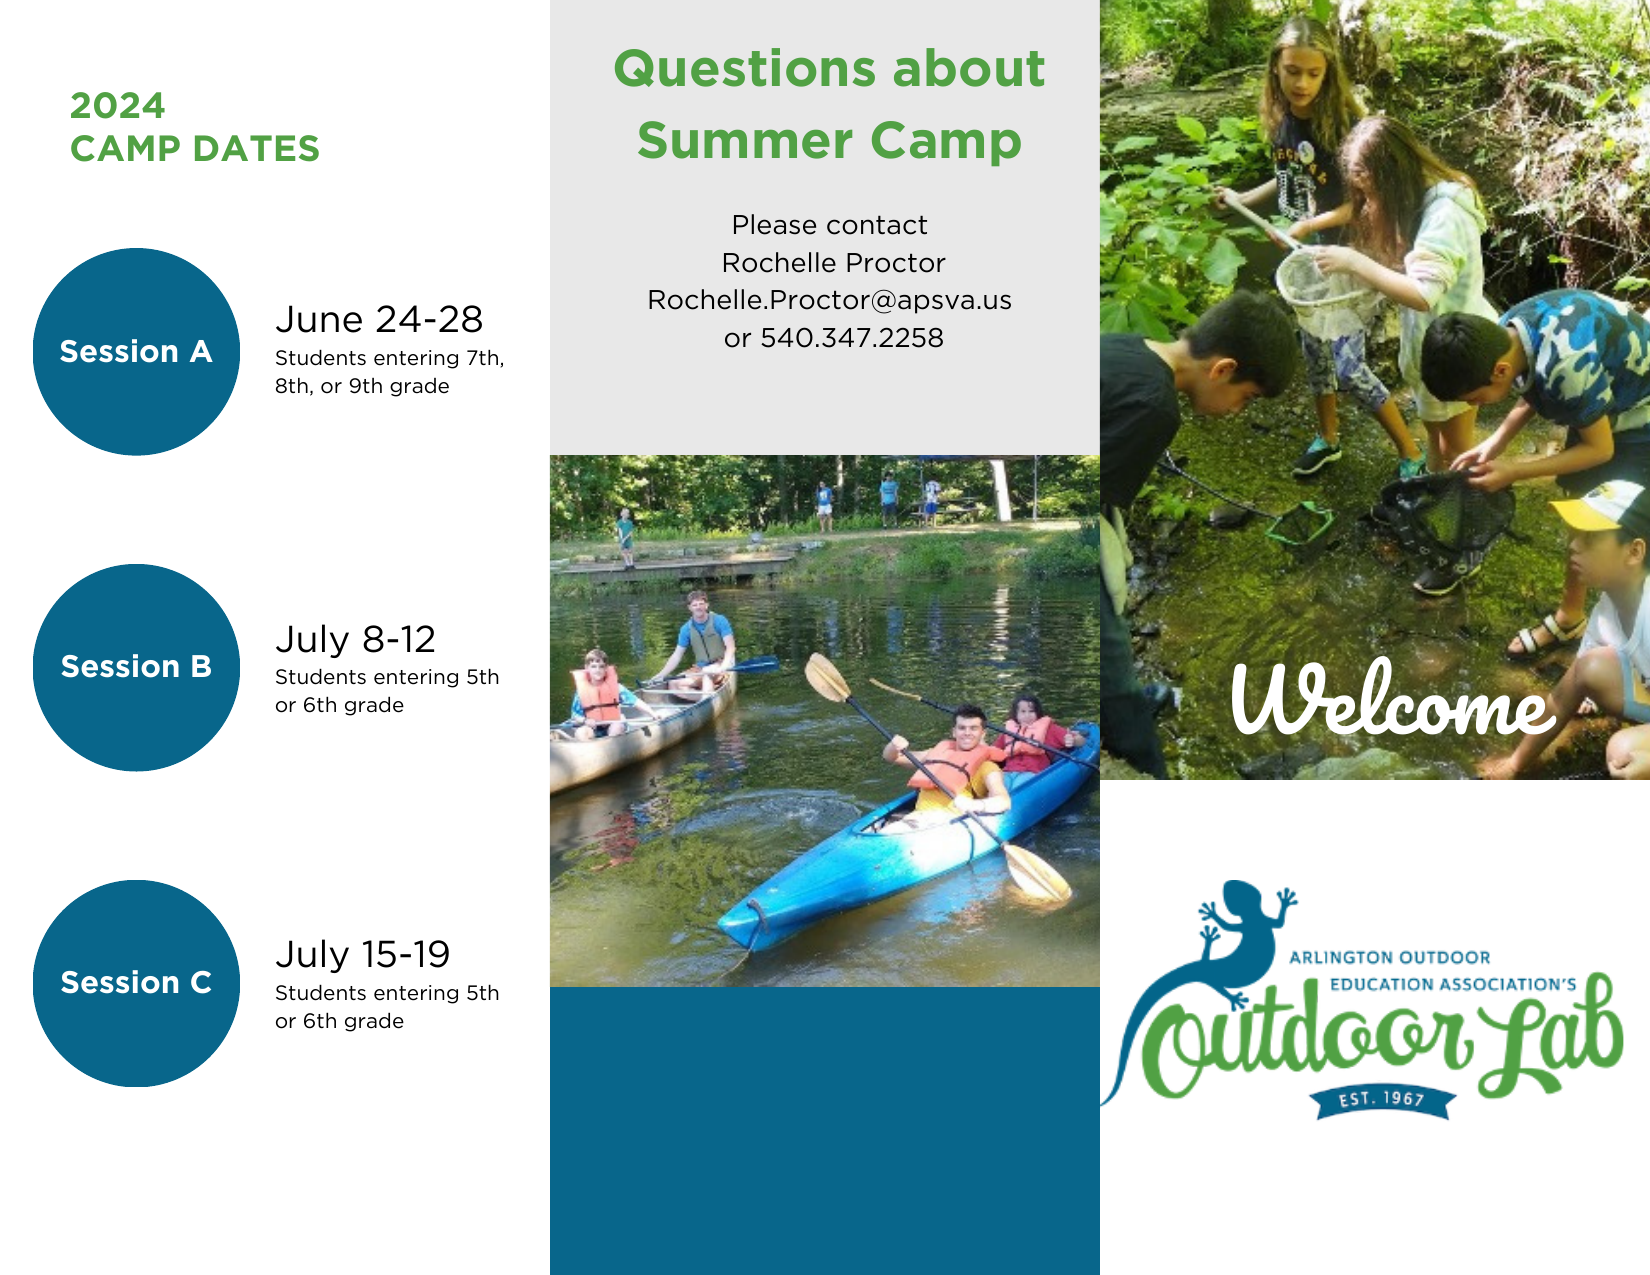 2024
CAMP DATES
Session A
June 24-28
Students entering 7th,
8th, or 9th grade
Session B
July 8-12
Students entering 5th
or 6th grade
Session C
July 15-19
Students entering 5th
or 6th grade
Questions about
Summer Camp
Please contact
Rochelle Proctor
Rochelle.Proctor@apsva.us
or 540.347.2258
Welcome
ARLINGTON OUTDOOR
EDUCATION ASSOCIATION'S
Outdoor Lab
EST. 1967